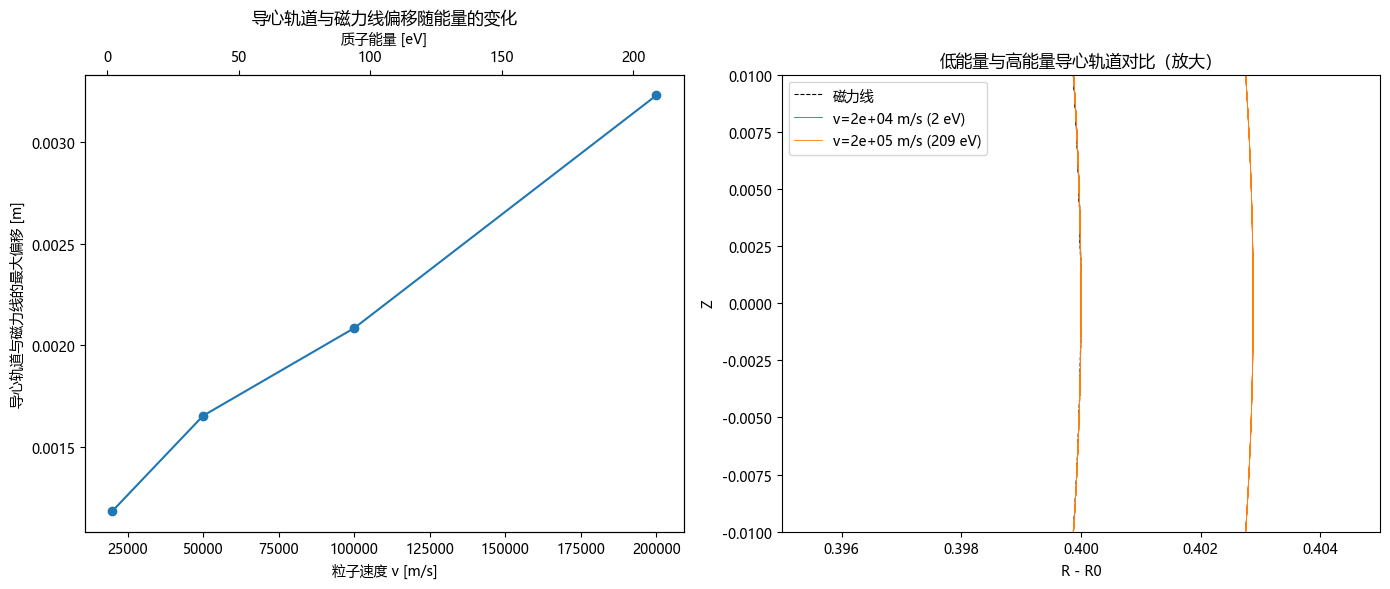 导心轨道与磁力线偏移随能量的变化
质子能量 [eV]
0 50 100 150 200
导心轨道与磁力线的最大偏移 [m]
0.0030
0.0025
0.0020
0.0015
25000 50000 75000 100000 125000 150000 175000 200000
粒子速度 v [m/s]
低能量与高能量导心轨道对比（放大）
磁力线
v=2e+04 m/s (2 eV)
v=2e+05 m/s (209 eV)
Z
0.0100
0.0075
0.0050
0.0025
0.0000
-0.0025
-0.0050
-0.0075
-0.0100
0.396 0.398 0.400 0.402 0.404
R - R0